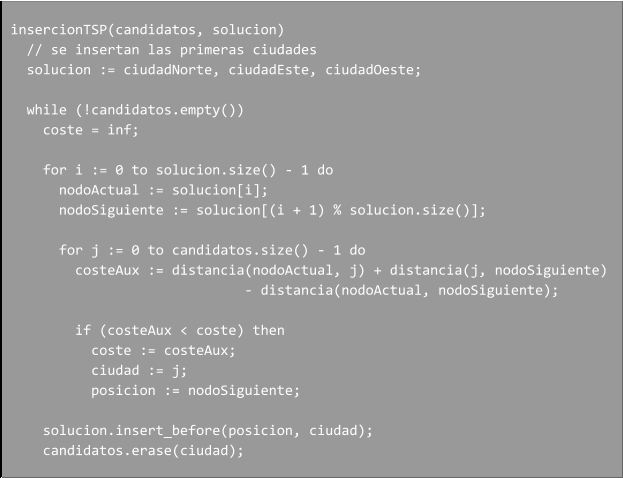 insercionTSP(candidatos, solucion)
// se insertan las primeras ciudades
solucion := ciudadNorte, ciudadEste, ciudadOeste;
while (!candidatos.empty())
coste = inf;
for i := 0 to solucion.size() - 1 do
nodoActual := solucion[i];
nodoSiguiente := solucion[(i + 1) % solucion.size()];
for j := 0 to candidatos.size() - 1 do
costeAux := distancia(nodoActual, j) + distancia(j, nodoSiguiente)
- distancia(nodoActual, nodoSiguiente);
if (costeAux < coste) then
coste := costeAux;
ciudad := j;
posicion := nodoSiguiente;
solucion.insert_before(posicion, ciudad);
candidatos.erase(ciudad);